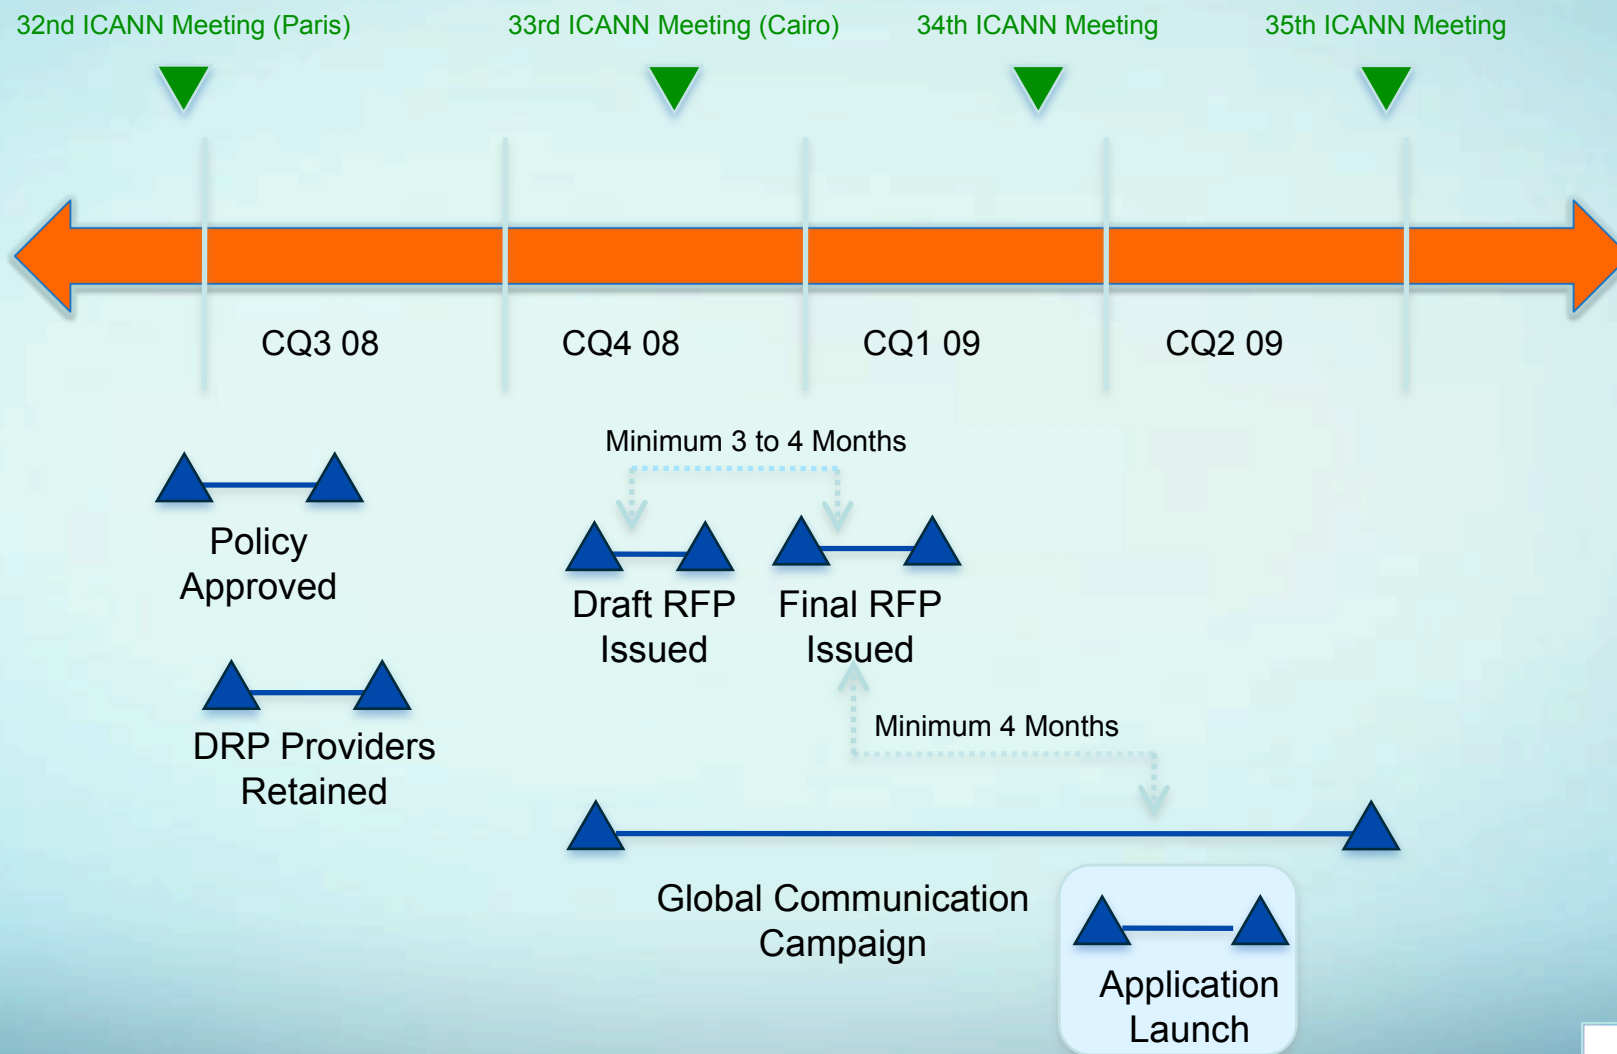 32nd ICANN Meeting (Paris)
33rd ICANN Meeting (Cairo)
34th ICANN Meeting
35th ICANN Meeting
CQ3 08
CQ4 08
CQ1 09
CQ2 09
Minimum 3 to 4 Months
Policy
Approved
Draft RFP
Issued
Final RFP
Issued
DRP Providers
Retained
Minimum 4 Months
Global Communication
Campaign
Application
Launch